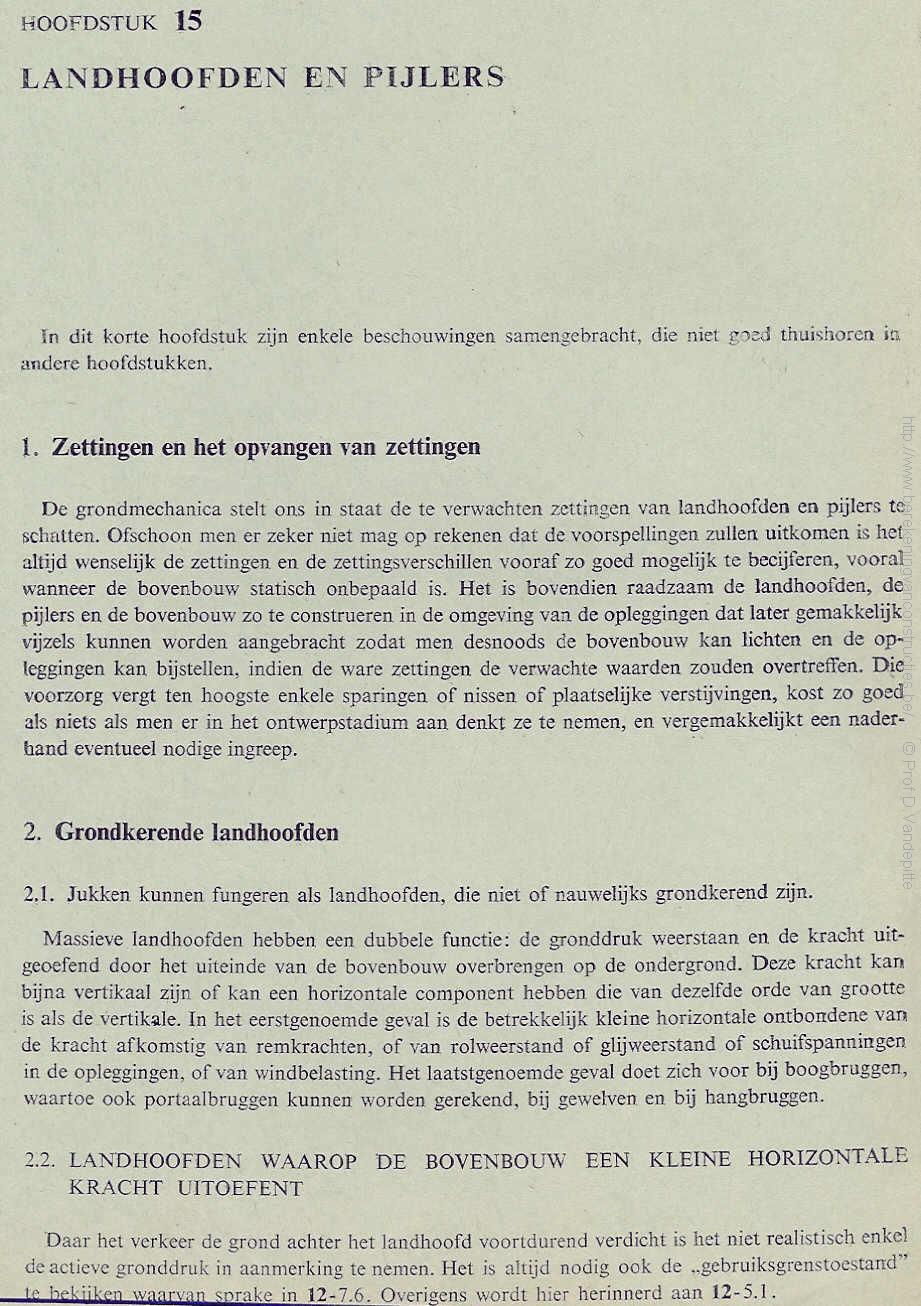 HOOFDSTUK 15
LANDHOOFDEN EN PIJLERS
In dit korte hoofdstuk zijn enkele beschouwingen samengebracht, die niet goed thuishoren in
andere hoofdstukken.
1. Zettingen en het opvangen van zettingen
De grondmechanica stelt ons in staat de te verwachten zettingen van landhoofden en pijlers te
schatten. Ofschoon men er zeker niet mag op rekenen dat de voorspellingen zullen uitkomen is het
altijd wenselijk de zettingen en de zettingsverschillen vooraf zo goed mogelijk te becijferen, vooral
wanneer de bovenbouw statisch onbepaald is. Het is bovendien raadzaam de landhoofden, de
pijlers en de bovenbouw zo te construeren in de omgeving van de opleggingen dat later gemakkelijk
vijzels kunnen worden aangebracht zodat men desnoods de bovenbouw kan lichten en de op-
leggingen kan bijstellen, indien de ware zettingen de verwachte waarden zouden overtreffen. Die
voorzorg vergt ten hoogste enkele sparingen of nissen of plaatselijke verstijvingen, kost zo goed
als niets als men er in het ontwerpstadium aan denkt ze te nemen, en vergemakkelijkt een nader-
hand eventueel nodige ingreep.
2. Grondkerende landhoofden
2.1. Jukken kunnen fungeren als landhoofden, die niet of nauwelijks grondkerend zijn.
Massieve landhoofden hebben een dubbele functie: de gronddruk weerstaan en de kracht uit-
geoefend door het uiteinde van de bovenbouw overbrengen op de ondergrond. Deze kracht kan
bijna vertikaal zijn of kan een horizontale component hebben die van dezelfde orde van grootte
is als de vertikale. In het eerstgenoemde geval is de betrekkelijk kleine horizontale ontbondene van
de kracht afkomstig van remkrachten, of van rolweerstand of glijweerstand of schuifspanningen
in de opleggingen, of van windbelasting. Het laatstgenoemde geval doet zich voor bij boogbruggen,
waartoe ook portaalbruggen kunnen worden gerekend, bij gewelven en bij hangbruggen.
2.2. LANDHOOFDEN WAAROP DE BOVENBOUW EEN KLEINE HORIZONTALE
KRACHT UITOEFENT
Daar het verkeer de grond achter het landhoofd voortdurend verdicht is het niet realistisch enkel
de actieve gronddruk in aanmerking te nemen. Het is altijd nodig ook de „gebruiksgrenstoestand”
te bekijken waarvan sprake in 12-7.6. Overigens wordt hier herinnerd aan 12-5.1.
© Prof D. Vandepitte